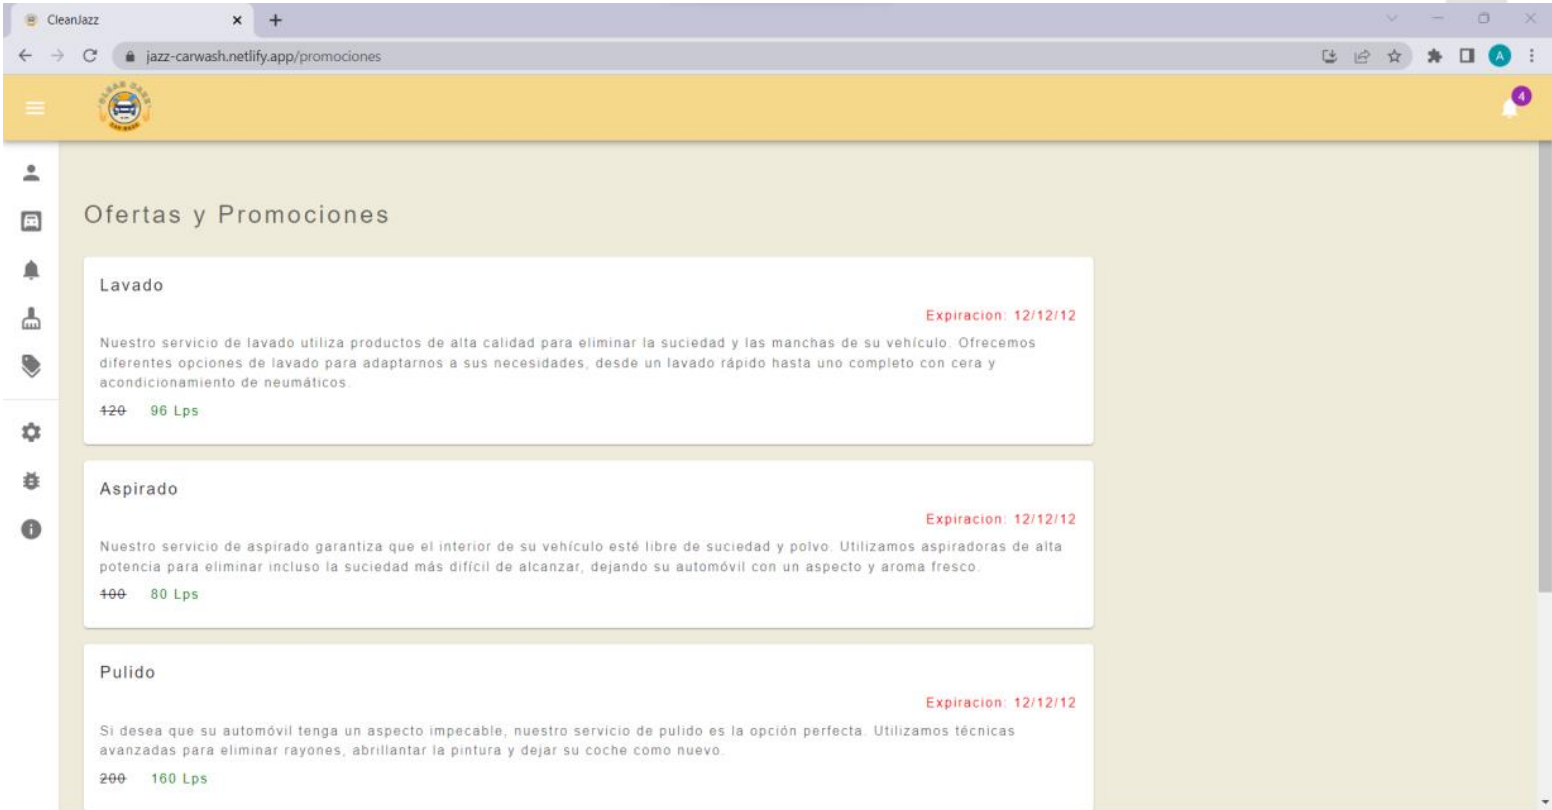 CleanJazz
jazz-carwash.netlify.app/promociones
A
4
Ofertas y Promociones
Lavado
Expiracion: 12/12/12
Nuestro servicio de lavado utiliza productos de alta calidad para eliminar la suciedad y las manchas de su vehículo. Ofrecemos
diferentes opciones de lavado para adaptarnos a sus necesidades, desde un lavado rápido hasta uno completo con cera y
acondicionamiento de neumáticos.
120 96 Lps
Aspirado
Expiracion: 12/12/12
Nuestro servicio de aspirado garantiza que el interior de su vehículo esté libre de suciedad y polvo. Utilizamos aspiradoras de alta
potencia para eliminar incluso la suciedad más difícil de alcanzar, dejando su automóvil con un aspecto y aroma fresco.
100 80 Lps
Pulido
Expiracion: 12/12/12
Si desea que su automóvil tenga un aspecto impecable, nuestro servicio de pulido es la opción perfecta. Utilizamos técnicas
avanzadas para eliminar rayones, abrillantar la pintura y dejar su coche como nuevo.
200 160 Lps